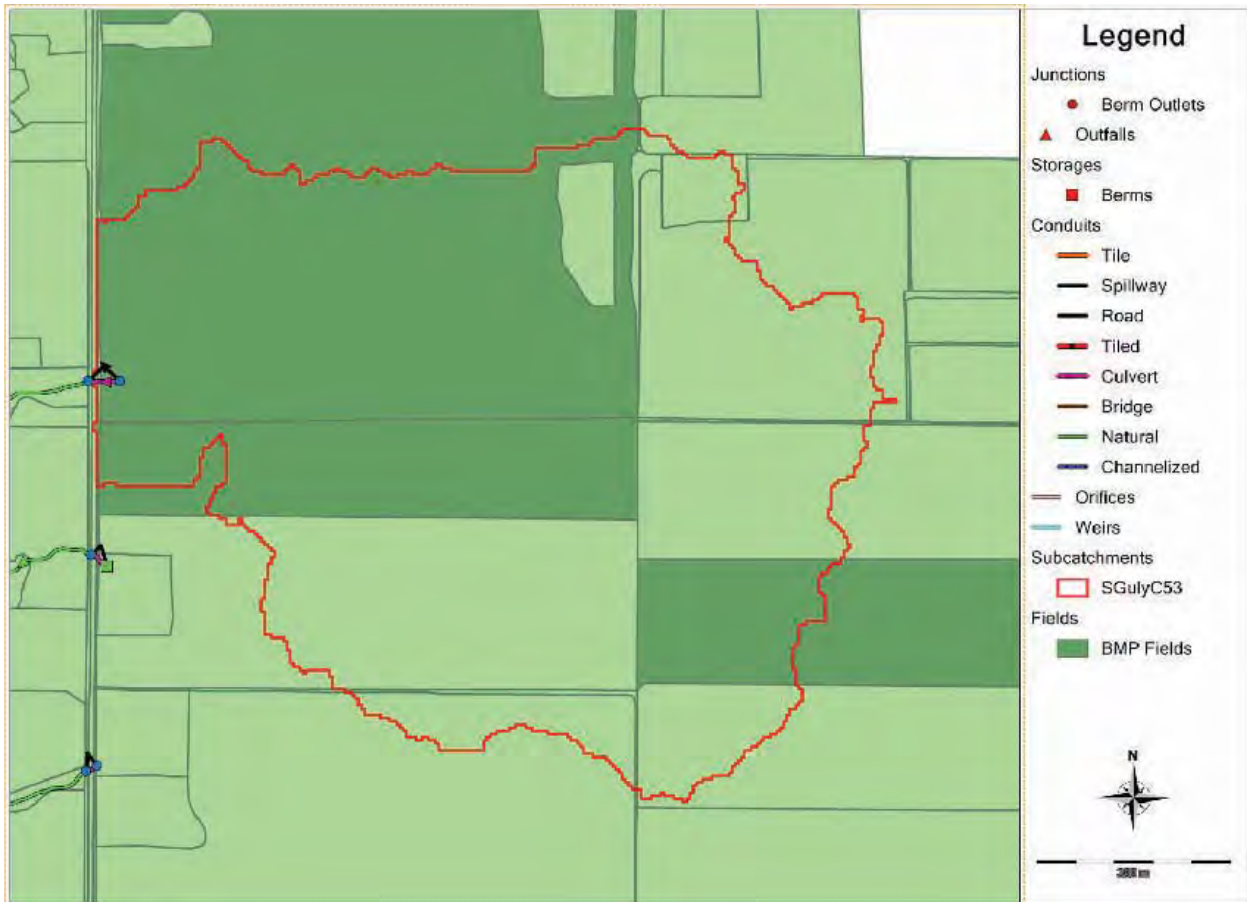 Legend
Junctions
Berm Outlets
Outfalls
Storages
Berms
Conduits
Tile
Spillway
Road
Tiled
Culvert
Bridge
Natural
Channelized
Orifices
Weirs
Subcatchments
SGulyC53
Fields
BMP Fields
N